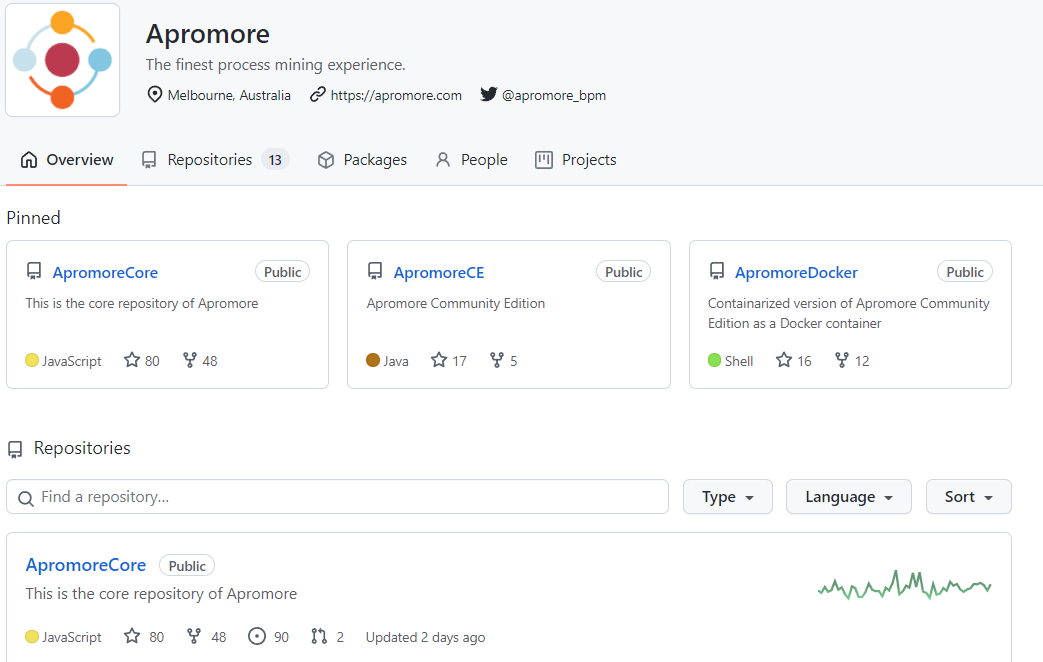 Apromore
The finest process mining experience.
Melbourne, Australia https://apromore.com @apromore_bpm
Overview Repositories 13 Packages People Projects
Pinned
ApromoreCore Public
This is the core repository of Apromore
JavaScript 80 48
ApromoreCE Public
Apromore Community Edition
Java 17 5
ApromoreDocker Public
Containarized version of Apromore Community
Edition as a Docker container
Shell 16 12
Repositories
Find a repository... Type Language Sort
ApromoreCore Public
This is the core repository of Apromore
JavaScript 80 48 90 2 Updated 2 days ago